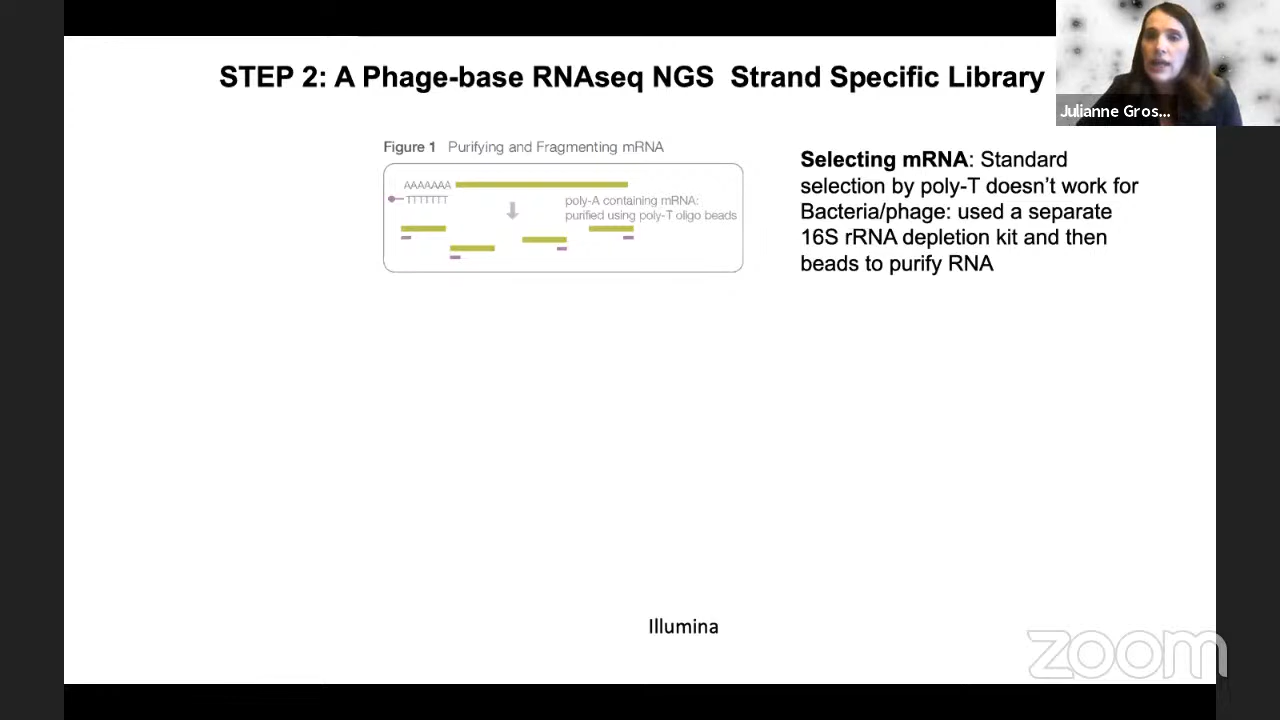 STEP 2: A Phage-base RNAseq NGS Strand Specific Library
Julianne Gros...
Figure 1 Purifying and Fragmenting mRNA
AAAAAAA
TTTTTTT
poly-A containing mRNA:
purified using poly-T oligo beads
Selecting mRNA: Standard
selection by poly-T doesn't work for
Bacteria/phage: used a separate
16S rRNA depletion kit and then
beads to purify RNA
Illumina
zoom